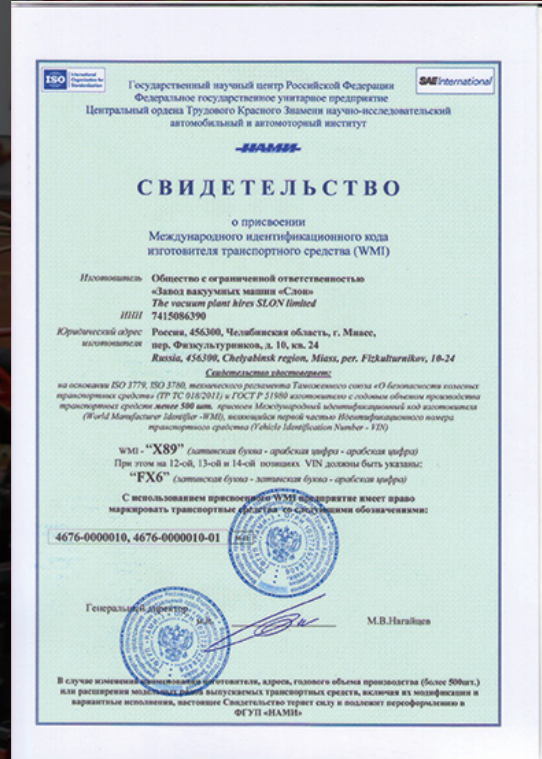 ISO
International
Organization for
Standardization
SAE International
Государственный научный центр Российской Федерации
Федеральное государственное унитарное предприятие
Центральный ордена Трудового Красного Знамени научно-исследовательский
автомобильный и автомоторный институт
НАМИ
СВИДЕТЕЛЬСТВО
о присвоении
Международного идентификационного кода
изготовителя транспортного средства (WMI)
Изготовитель Общество с ограниченной ответственностью
«Завод вакуумных машин «Слон»
The vacuum plant hires SLON limited
ИНН 7415086390
Юридический адрес Россия, 456300, Челябинская область, г. Миасс,
изготовителя пер. Физкультурников, д. 10, кв. 24
Russia, 456300, Chelyabinsk region, Miass, per. Fizkulturnikov, 10-24
Свидетельство удостоверяет:
на основании ISO 3779, ISO 3780, технического регламента Таможенного союза «О безопасности колесных
транспортных средств» (ТР ТС 018/2011) и ГОСТ Р 51980 изготовителю с годовым объемом производства
транспортных средств менее 500 шт. присвоен Международный идентификационный код изготовителя
(World Manufacturer Identifier -WMI), являющийся первой частью Идентификационного номера
транспортного средства (Vehicle Identification Number - VIN)
WMI - “X89” (латинская буква - арабская цифра - арабская цифра)
При этом на 12-ой, 13-ой и 14-ой позициях VIN должны быть указаны:
“FX6” (латинская буква - латинская буква - арабская цифра)
С использованием присвоенного WMI предприятие имеет право
маркировать транспортные средства со следующими обозначениями:
4676-0000010, 4676-0000010-01
Генеральный директор
М.В.Нагайцев
В случае изменения наименования изготовителя, адреса, годового объема производства (более 500шт.)
или расширения модельных рядов выпускаемых транспортных средств, включая их модификации и
вариантные исполнения, настоящее Свидетельство теряет силу и подлежит переоформлению в
ФГУП «НАМИ»